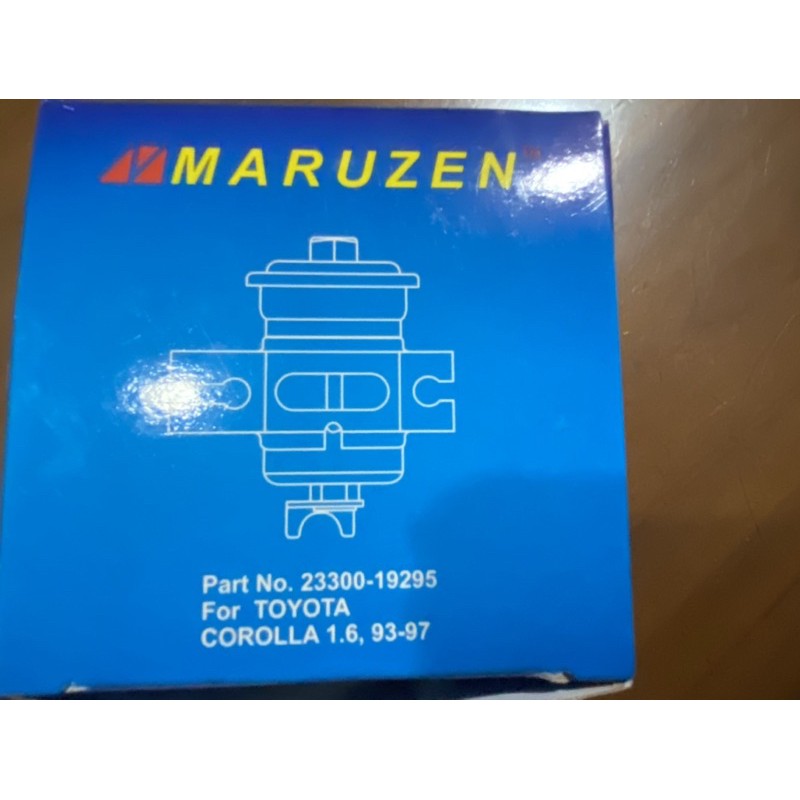 MARUZEN
Part No. 23300-19295
For TOYOTA
COROLLA 1.6, 93-97